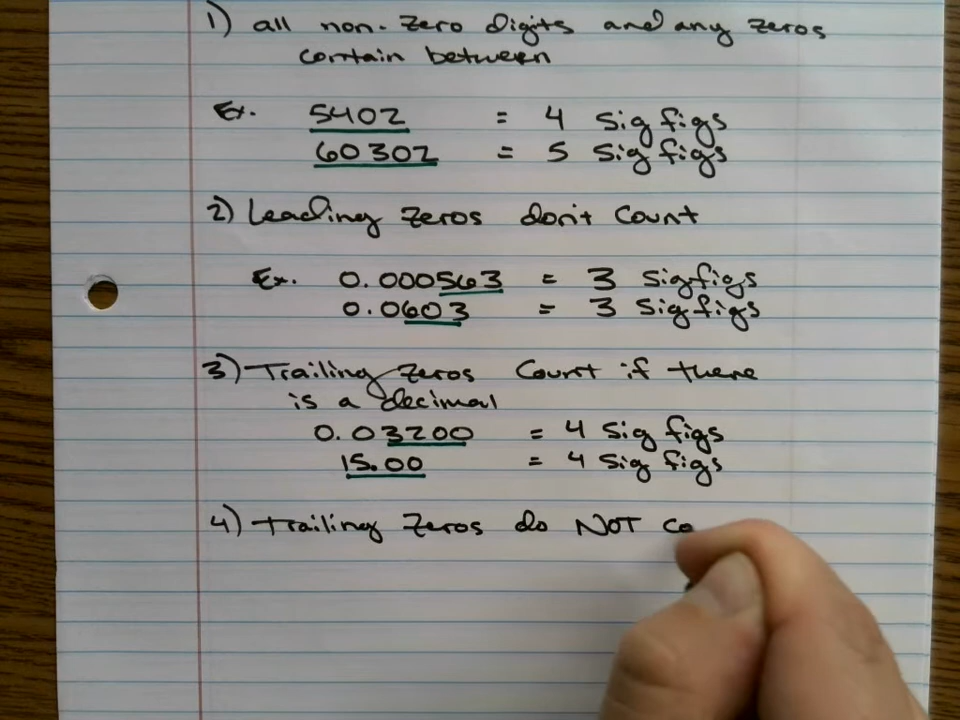 1) all non-zero digits and any zeros
contain between
Ex. 5402 = 4 sig figs
60302 = 5 sig figs
2) Leading zeros don't count
Ex. 0.000563 = 3 sigfigs
0.0603 = 3 sig figs
3) Trailing zeros count if there
is a decimal
0.03200 = 4 sig figs
15.00 = 4 sig figs
4) trailing zeros do NOT co